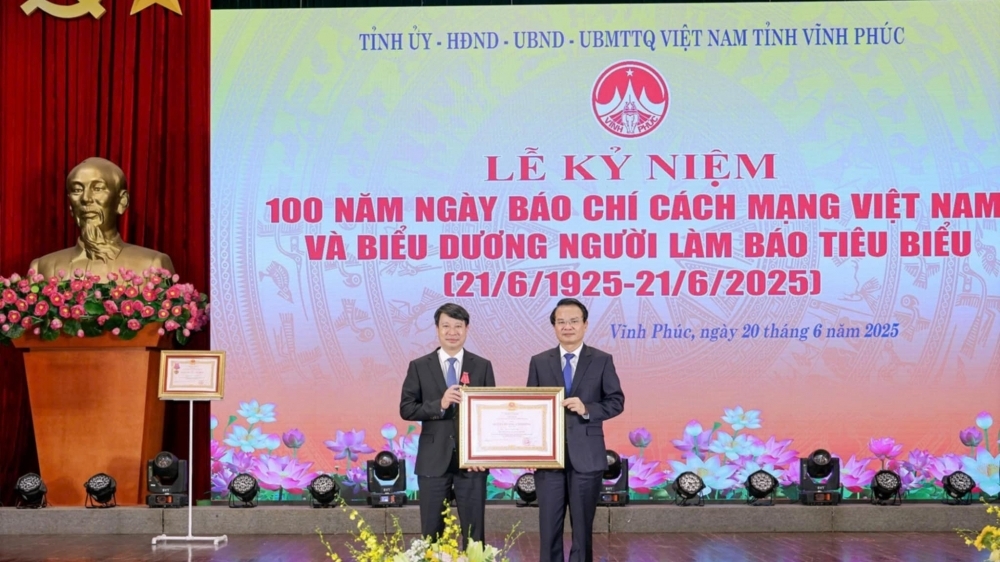 TỈNH ỦY - HĐND - UBND - UBMTTQ VIỆT NAM TỈNH VĨNH PHÚC
VĨNH PHÚC
LỄ KỶ NIỆM
100 NĂM NGÀY BÁO CHÍ CÁCH MẠNG VIỆT NAM
VÀ BIỂU DƯƠNG NGƯỜI LÀM BÁO TIÊU BIỂU
(21/6/1925-21/6/2025)
Vĩnh Phúc, ngày 20 tháng 6 năm 2025